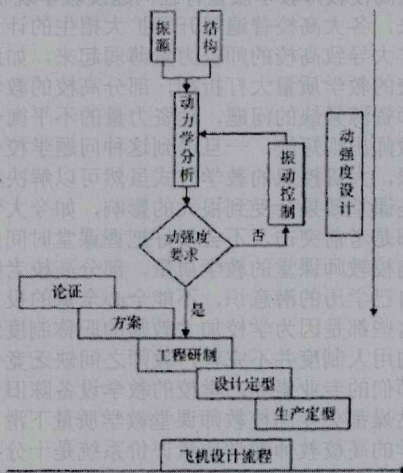 振源
结构
动力学分析
振动控制
动强度设计
动强度
要求
否
是
论证
方案
工程研制
设计定型
生产定型
飞机设计流程